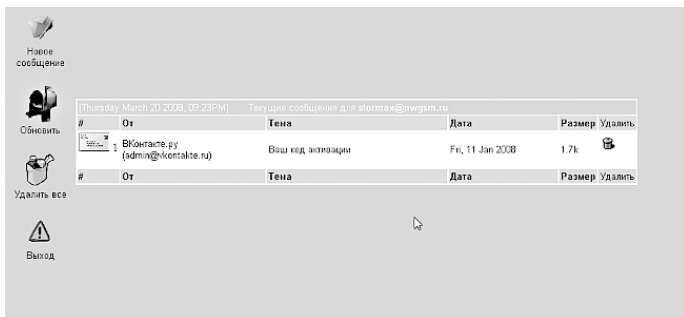 Новое
сообщение
Обновить
Удалить все
Выход
[Thursday March 20 2008, 09:23PM] Текущие сообщения для stormax@nwgsm.ru
# От Тема Дата Размер Удалить
1 ВКонтакте.ру
(admin@vkontakte.ru) Ваш код активации Fri, 11 Jan 2008 1.7k
# От Тема Дата Размер Удалить